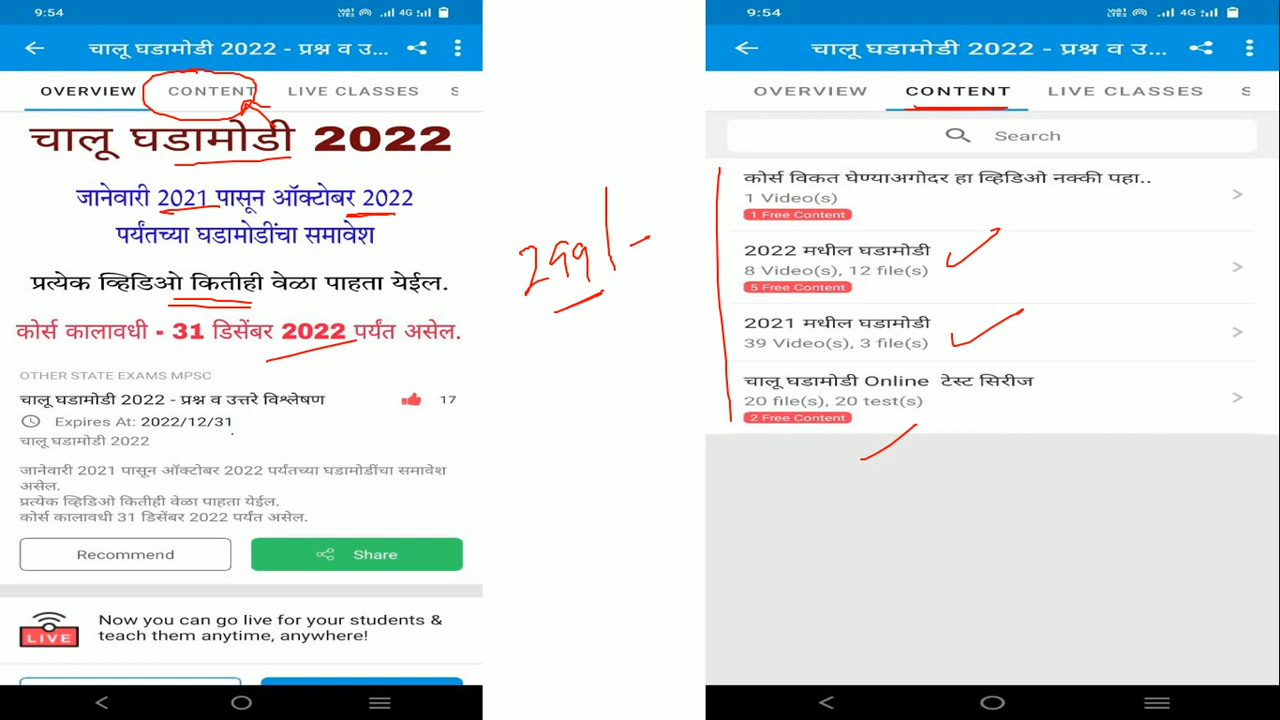 9:54
4G
चालू घडामोडी 2022 - प्रश्न व उ...
OVERVIEW CONTENT LIVE CLASSES S
चालू घडामोडी 2022
जानेवारी 2021 पासून ऑक्टोबर 2022
पर्यंतच्या घडामोडींचा समावेश
प्रत्येक व्हिडिओ कितीही वेळा पाहता येईल.
कोर्स कालावधी - 31 डिसेंबर 2022 पर्यंत असेल.
OTHER STATE EXAMS MPSC
चालू घडामोडी 2022 - प्रश्न व उत्तरे विश्लेषण 17
Expires At: 2022/12/31
चालू घडामोडी 2022
जानेवारी 2021 पासून ऑक्टोबर 2022 पर्यंतच्या घडामोडींचा समावेश
असेल.
प्रत्येक व्हिडिओ कितीही वेळा पाहता येईल.
कोर्स कालावधी 31 डिसेंबर 2022 पर्यंत असेल.
Recommend Share
LIVE
Now you can go live for your students &
teach them anytime, anywhere!
299/-
9:54
4G
चालू घडामोडी 2022 - प्रश्न व उ...
OVERVIEW CONTENT LIVE CLASSES S
Search
कोर्स विकत घेण्याअगोदर हा व्हिडिओ नक्की पहा..
1 Video(s)
1 Free Content
2022 मधील घडामोडी
8 Video(s), 12 file(s)
5 Free Content
2021 मधील घडामोडी
39 Video(s), 3 file(s)
चालू घडामोडी Online टेस्ट सिरीज
20 file(s), 20 test(s)
2 Free Content